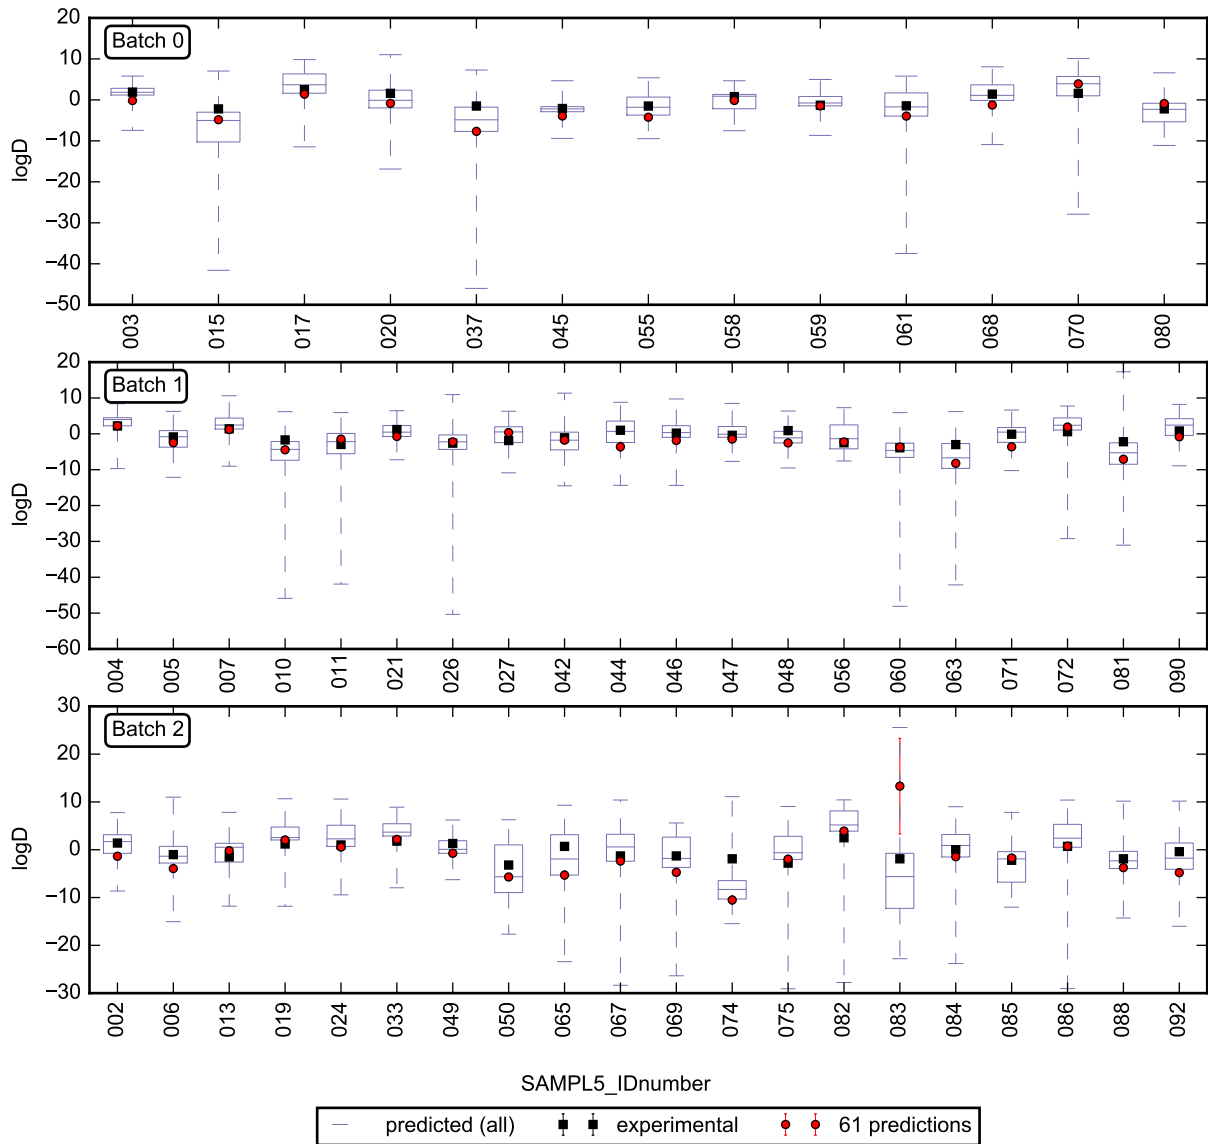 Batch 0
20
10
0
−10
−20
−30
−40
−50
logD
003 015 017 020 037 045 055 058 059 061 068 070 080
Batch 1
20
10
0
−10
−20
−30
−40
−50
−60
logD
004 005 007 010 011 021 026 027 042 044 046 047 048 056 060 063 071 072 081 090
Batch 2
30
20
10
0
−10
−20
−30
logD
002 006 013 019 024 033 049 050 065 067 069 074 075 082 083 084 085 086 088 092
SAMPL5_IDnumber
predicted (all) experimental 61 predictions